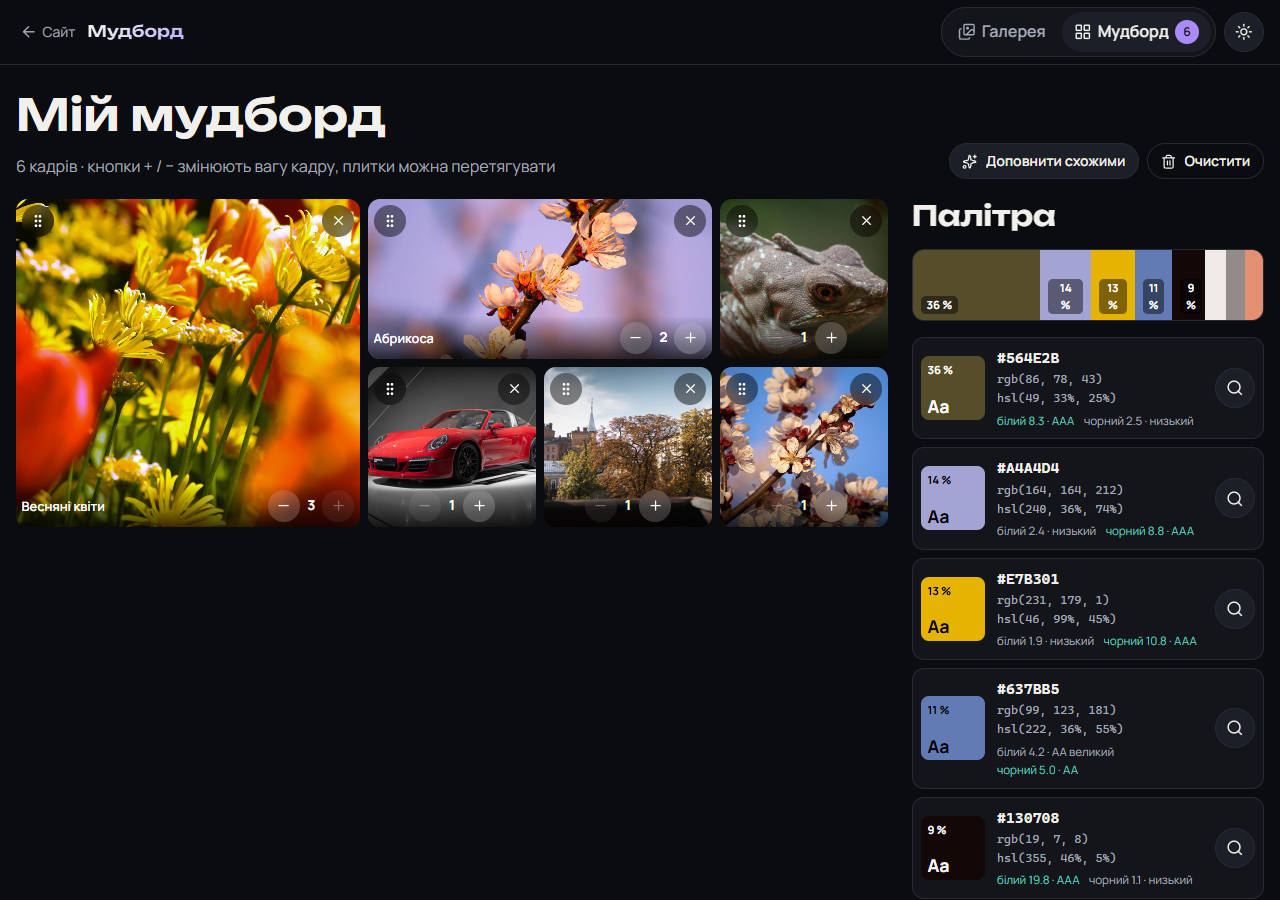 Сайт Мудборд
Галерея Мудборд 6
Мій мудборд
6 кадрів · кнопки + / − змінюють вагу кадру, плитки можна перетягувати
Доповнити схожими Очистити
Абрикоса
− 2 +
− 1 +
Весняні квіти
− 3 +
− 1 +
− 1 +
− 1 +
Палітра
36 % 14 % 13 % 11 % 9 %
36 %
Aa
#564E2B
rgb(86, 78, 43)
hsl(49, 33%, 25%)
білий 8.3 · AAA чорний 2.5 · низький
14 %
Aa
#A4A4D4
rgb(164, 164, 212)
hsl(240, 36%, 74%)
білий 2.4 · низький чорний 8.8 · AAA
13 %
Aa
#E7B301
rgb(231, 179, 1)
hsl(46, 99%, 45%)
білий 1.9 · низький чорний 10.8 · AAA
11 %
Aa
#637BB5
rgb(99, 123, 181)
hsl(222, 36%, 55%)
білий 4.2 · AA великий
чорний 5.0 · AA
9 %
Aa
#130708
rgb(19, 7, 8)
hsl(355, 46%, 5%)
білий 19.8 · AAA чорний 1.1 · низький